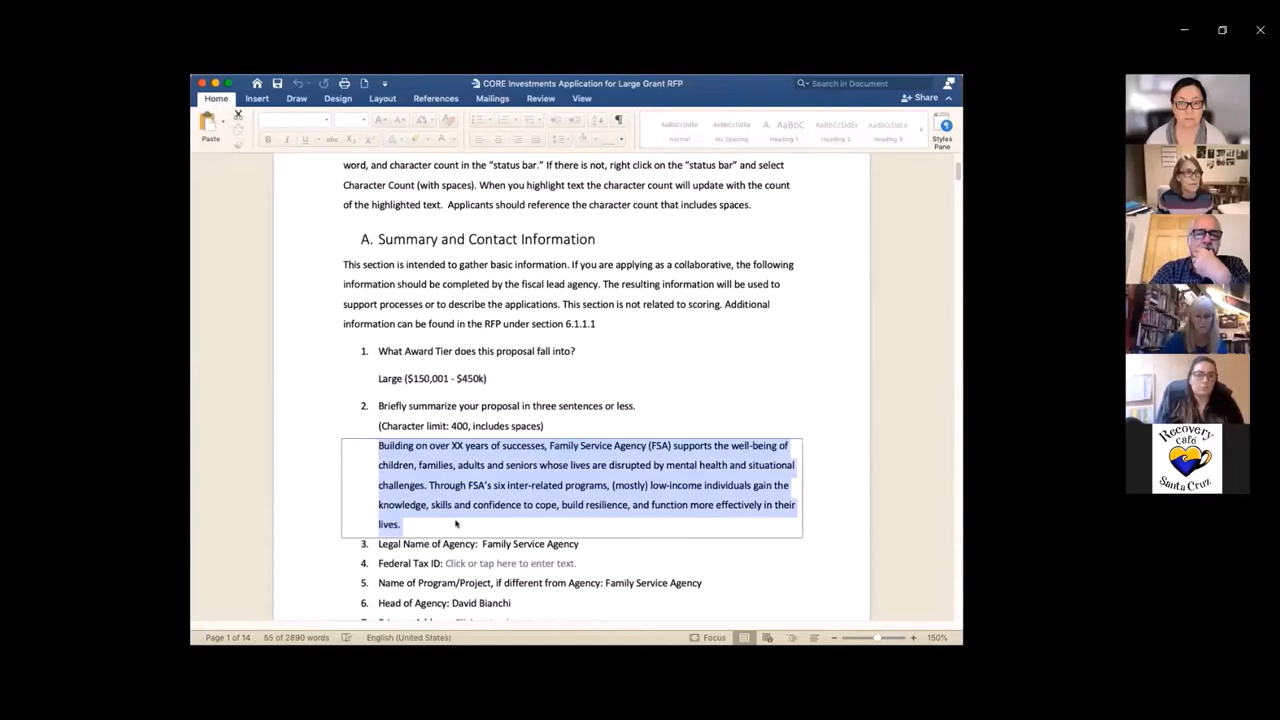 CORE Investments Application for Large Grant RFP
Search in Document
Home Insert Draw Design Layout References Mailings Review View
Share
Paste
AaBbCcDdEe AaBbCcDdEe AaBbC AaBbCcDdEe AaBbCcDdEe
Normal No Spacing Heading 1 Heading 2 Heading 3
Styles
Pane
word, and character count in the “status bar.” If there is not, right click on the “status bar” and select
Character Count (with spaces). When you highlight text the character count will update with the count
of the highlighted text. Applicants should reference the character count that includes spaces.
A. Summary and Contact Information
This section is intended to gather basic information. If you are applying as a collaborative, the following
information should be completed by the fiscal lead agency. The resulting information will be used to
support processes or to describe the applications. This section is not related to scoring. Additional
information can be found in the RFP under section 6.1.1.1
1. What Award Tier does this proposal fall into?
Large ($150,001 - $450k)
2. Briefly summarize your proposal in three sentences or less.
(Character limit: 400, includes spaces)
Building on over XX years of successes, Family Service Agency (FSA) supports the well-being of
children, families, adults and seniors whose lives are disrupted by mental health and situational
challenges. Through FSA’s six inter-related programs, (mostly) low-income individuals gain the
knowledge, skills and confidence to cope, build resilience, and function more effectively in their
lives.
3. Legal Name of Agency: Family Service Agency
4. Federal Tax ID: Click or tap here to enter text.
5. Name of Program/Project, if different from Agency: Family Service Agency
6. Head of Agency: David Bianchi
Page 1 of 14 55 of 2890 words English (United States) Focus 150%
Recovery
Café
Santa Cruz